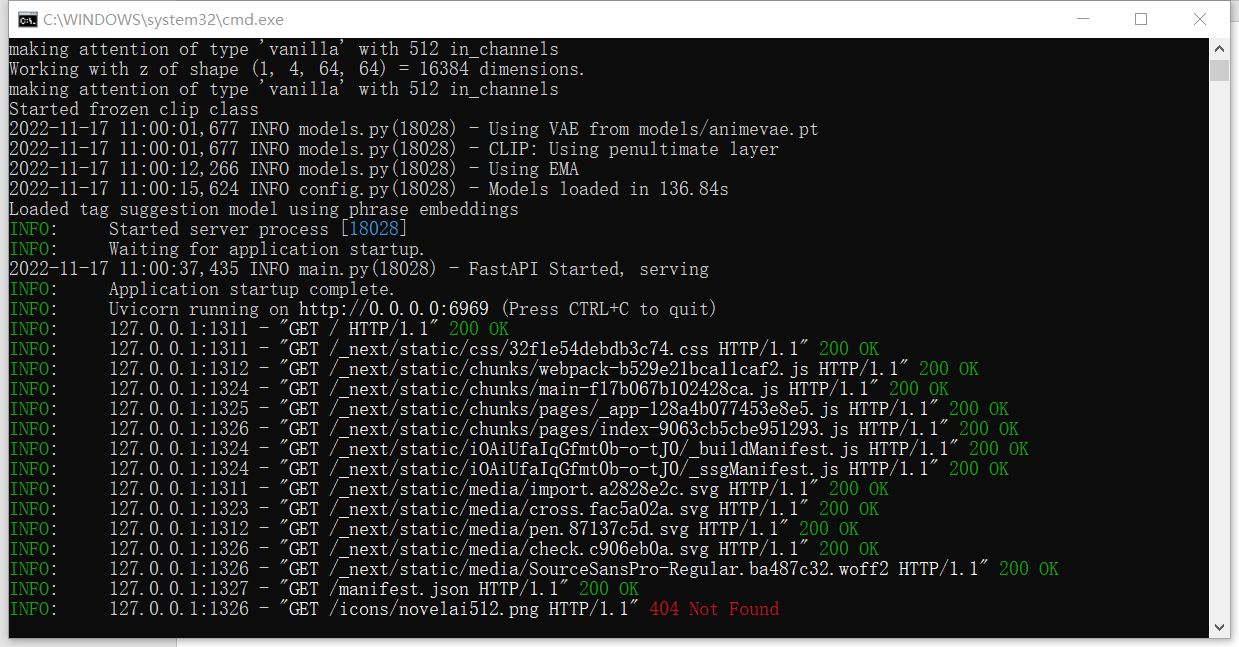 C:\WINDOWS\system32\cmd.exe
making attention of type 'vanilla' with 512 in_channels
Working with z of shape (1, 4, 64, 64) = 16384 dimensions.
making attention of type 'vanilla' with 512 in_channels
Started frozen clip class
2022-11-17 11:00:01,677 INFO models.py(18028) - Using VAE from models/animevae.pt
2022-11-17 11:00:01,677 INFO models.py(18028) - CLIP: Using penultimate layer
2022-11-17 11:00:12,266 INFO models.py(18028) - Using EMA
2022-11-17 11:00:15,624 INFO config.py(18028) - Models loaded in 136.84s
Loaded tag suggestion model using phrase embeddings
INFO:     Started server process [18028]
INFO:     Waiting for application startup.
2022-11-17 11:00:37,435 INFO main.py(18028) - FastAPI Started, serving
INFO:     Application startup complete.
INFO:     Uvicorn running on http://0.0.0.0:6969 (Press CTRL+C to quit)
INFO:     127.0.0.1:1311 - "GET / HTTP/1.1" 200 OK
INFO:     127.0.0.1:1311 - "GET /_next/static/css/32f1e54debdb3c74.css HTTP/1.1" 200 OK
INFO:     127.0.0.1:1312 - "GET /_next/static/chunks/webpack-b529e21bca11caf2.js HTTP/1.1" 200 OK
INFO:     127.0.0.1:1324 - "GET /_next/static/chunks/main-f17b067b102428ca.js HTTP/1.1" 200 OK
INFO:     127.0.0.1:1325 - "GET /_next/static/chunks/pages/_app-128a4b077453e8e5.js HTTP/1.1" 200 OK
INFO:     127.0.0.1:1326 - "GET /_next/static/chunks/pages/index-9063cb5cbe951293.js HTTP/1.1" 200 OK
INFO:     127.0.0.1:1324 - "GET /_next/static/iOAiUfaIqGfmt0b-o-tJ0/_buildManifest.js HTTP/1.1" 200 OK
INFO:     127.0.0.1:1324 - "GET /_next/static/iOAiUfaIqGfmt0b-o-tJ0/_ssgManifest.js HTTP/1.1" 200 OK
INFO:     127.0.0.1:1311 - "GET /_next/static/media/import.a2828e2c.svg HTTP/1.1" 200 OK
INFO:     127.0.0.1:1323 - "GET /_next/static/media/cross.fac5a02a.svg HTTP/1.1" 200 OK
INFO:     127.0.0.1:1312 - "GET /_next/static/media/pen.87137c5d.svg HTTP/1.1" 200 OK
INFO:     127.0.0.1:1326 - "GET /_next/static/media/check.c906eb0a.svg HTTP/1.1" 200 OK
INFO:     127.0.0.1:1326 - "GET /_next/static/media/SourceSansPro-Regular.ba487c32.woff2 HTTP/1.1" 200 OK
INFO:     127.0.0.1:1327 - "GET /manifest.json HTTP/1.1" 200 OK
INFO:     127.0.0.1:1326 - "GET /icons/novelai512.png HTTP/1.1" 404 Not Found